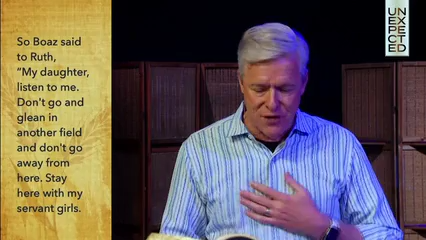 So Boaz said
to Ruth,
“My daughter,
listen to me.
Don't go and
glean in
another field
and don't go
away from
here. Stay
here with my
servant girls.
UNEXPECTED